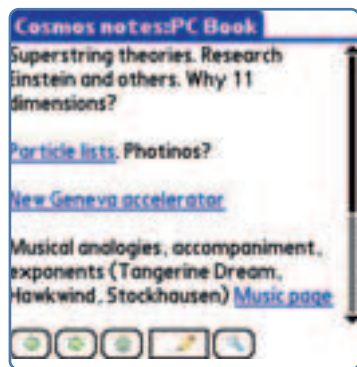 Cosmos notes:PC Book
Superstring theories. Research
Einstein and others. Why 11
dimensions?
Particle lists. Photinos?
New Geneva accelerator
Musical analogies, accompaniment,
exponents (Tangerine Dream,
Hawkwind, Stockhausen) Music page